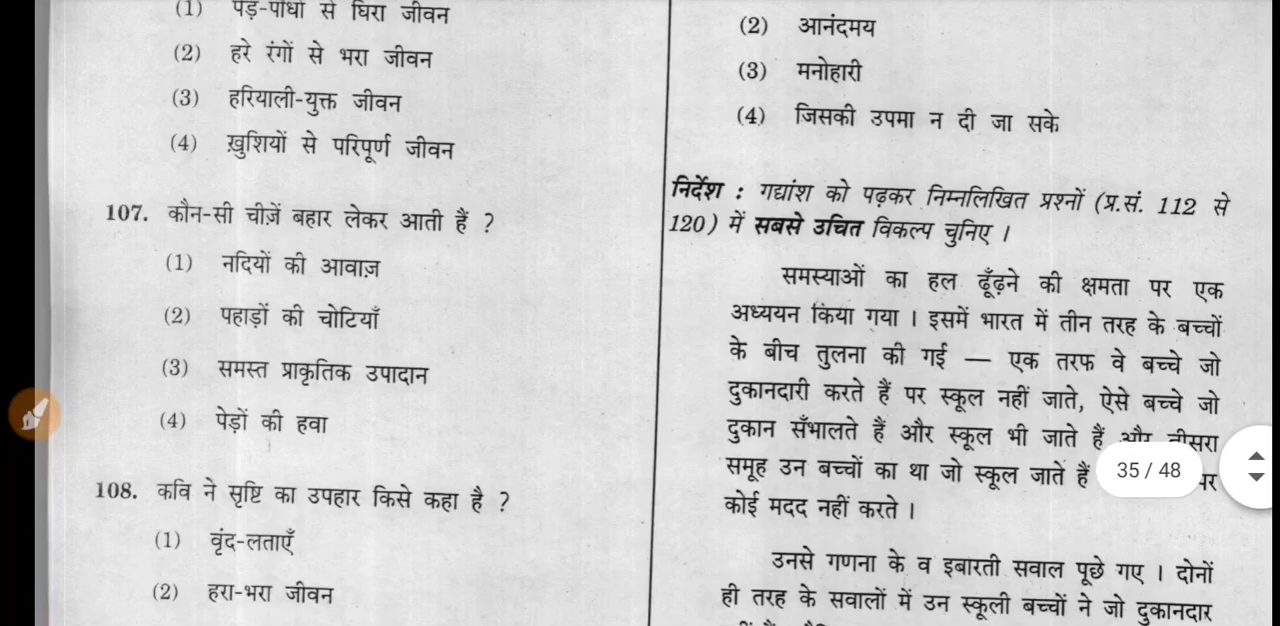 (1) पेड़-पौधों से घिरा जीवन
(2) हरे रंगों से भरा जीवन
(3) हरियाली-युक्त जीवन
(4) ख़ुशियों से परिपूर्ण जीवन
107. कौन-सी चीज़ें बहार लेकर आती हैं ?
(1) नदियों की आवाज़
(2) पहाड़ों की चोटियाँ
(3) समस्त प्राकृतिक उपादान
(4) पेड़ों की हवा
108. कवि ने सृष्टि का उपहार किसे कहा है ?
(1) वृंद-लताएँ
(2) हरा-भरा जीवन
(2) आनंदमय
(3) मनोहारी
(4) जिसकी उपमा न दी जा सके
निर्देश : गद्यांश को पढ़कर निम्नलिखित प्रश्नों (प्र.सं. 112 से
120) में सबसे उचित विकल्प चुनिए ।
समस्याओं का हल ढूँढ़ने की क्षमता पर एक
अध्ययन किया गया । इसमें भारत में तीन तरह के बच्चों
के बीच तुलना की गई — एक तरफ वे बच्चे जो
दुकानदारी करते हैं पर स्कूल नहीं जाते, ऐसे बच्चे जो
दुकान सँभालते हैं और स्कूल भी जाते हैं और तीसरा
समूह उन बच्चों का था जो स्कूल जाते हैं
कोई मदद नहीं करते ।
उनसे गणना के व इबारती सवाल पूछे गए । दोनों
ही तरह के सवालों में उन स्कूली बच्चों ने जो दुकानदार
35 / 48